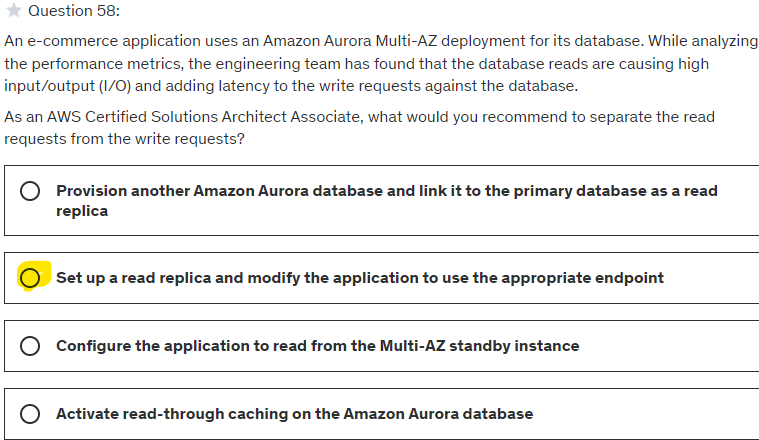 Question 58:
An e-commerce application uses an Amazon Aurora Multi-AZ deployment for its database. While analyzing
the performance metrics, the engineering team has found that the database reads are causing high
input/output (I/O) and adding latency to the write requests against the database.
As an AWS Certified Solutions Architect Associate, what would you recommend to separate the read
requests from the write requests?
Provision another Amazon Aurora database and link it to the primary database as a read
replica
Set up a read replica and modify the application to use the appropriate endpoint
Configure the application to read from the Multi-AZ standby instance
Activate read-through caching on the Amazon Aurora database